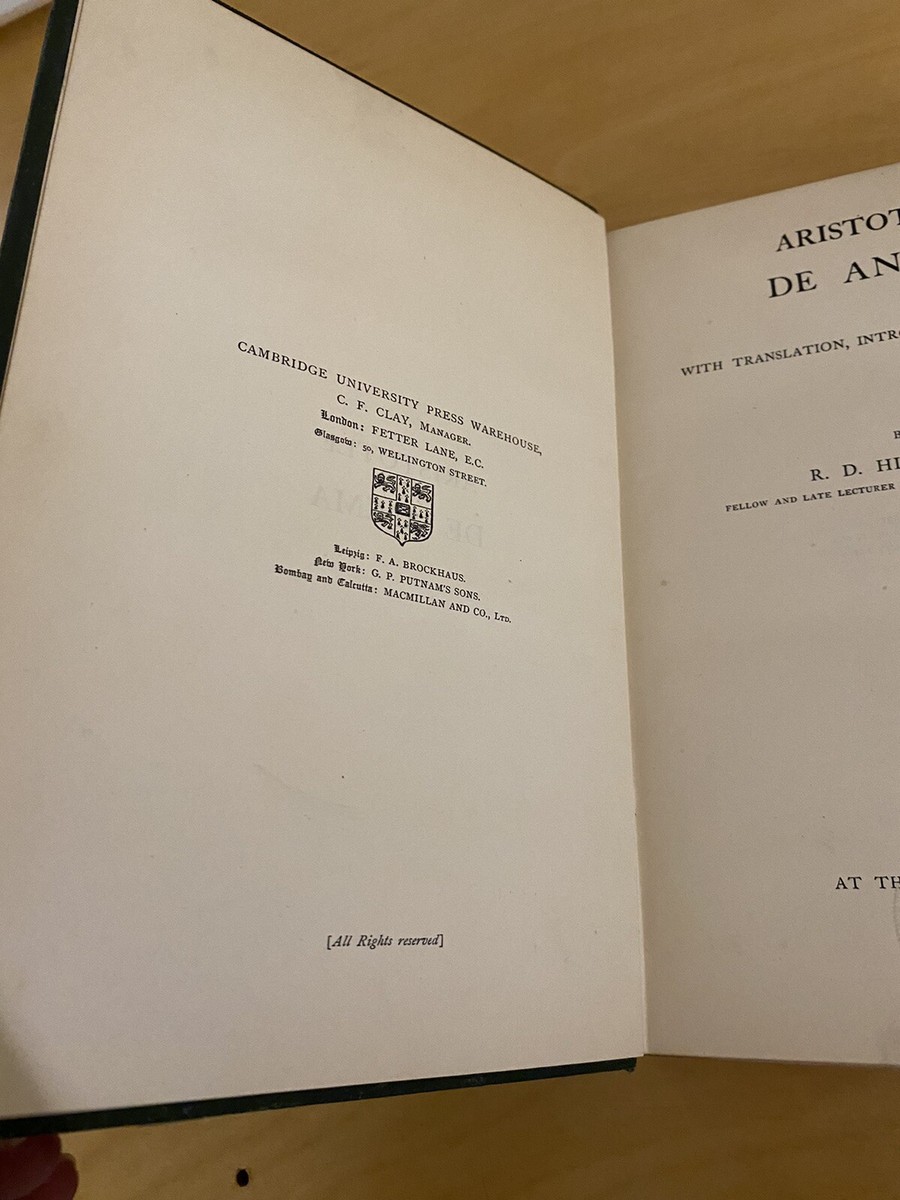 CAMBRIDGE UNIVERSITY PRESS WAREHOUSE,
C. F. CLAY, MANAGER.
London: FETTER LANE, E.C.
Glasgow: 50, WELLINGTON STREET.
Leipzig: F. A. BROCKHAUS.
New York: G. P. PUTNAM'S SONS.
Bombay and Calcutta: MACMILLAN AND CO., LTD.
[All Rights reserved]
ARISTOT
DE AN
WITH TRANSLATION, INTRO
R. D. HI
FELLOW AND LATE LECTURER
AT TH